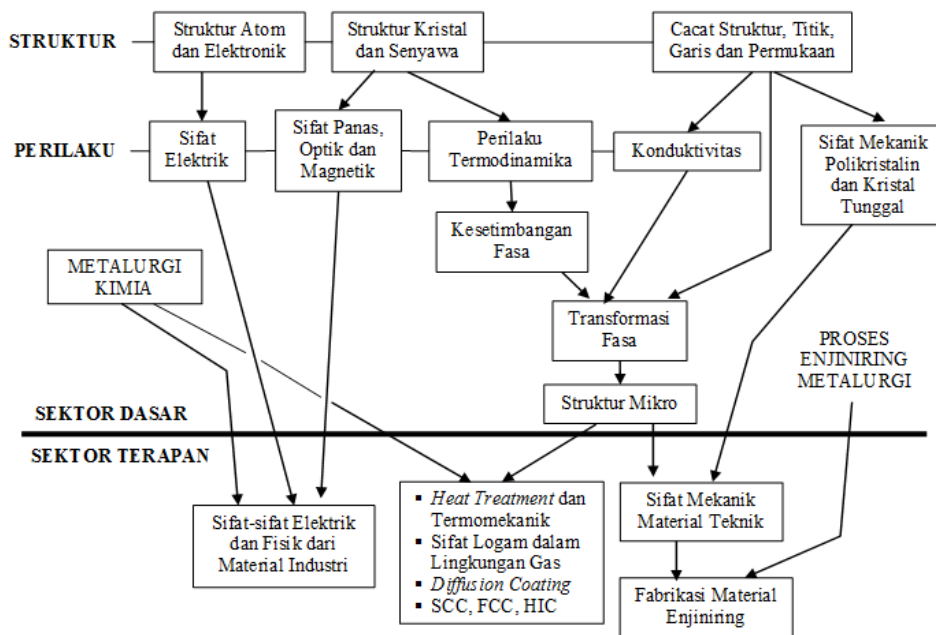 STRUKTUR
Struktur Atom
dan Elektronik
Struktur Kristal
dan Senyawa
Cacat Struktur, Titik,
Garis dan Permukaan
PERILAKU
Sifat
Elektrik
Sifat Panas,
Optik dan
Magnetik
Perilaku
Termodinamika
Konduktivitas
Sifat Mekanik
Polikristalin
dan Kristal
Tunggal
Kesetimbangan
Fasa
METALURGI
KIMIA
Transformasi
Fasa
PROSES
ENJINIRING
METALURGI
Struktur Mikro
SEKTOR DASAR
SEKTOR TERAPAN
Sifat-sifat Elektrik
dan Fisik dari
Material Industri
▪ Heat Treatment dan
Termomekanik
▪ Sifat Logam dalam
Lingkungan Gas
▪ Diffusion Coating
▪ SCC, FCC, HIC
Sifat Mekanik
Material Teknik
Fabrikasi Material
Enjiniring